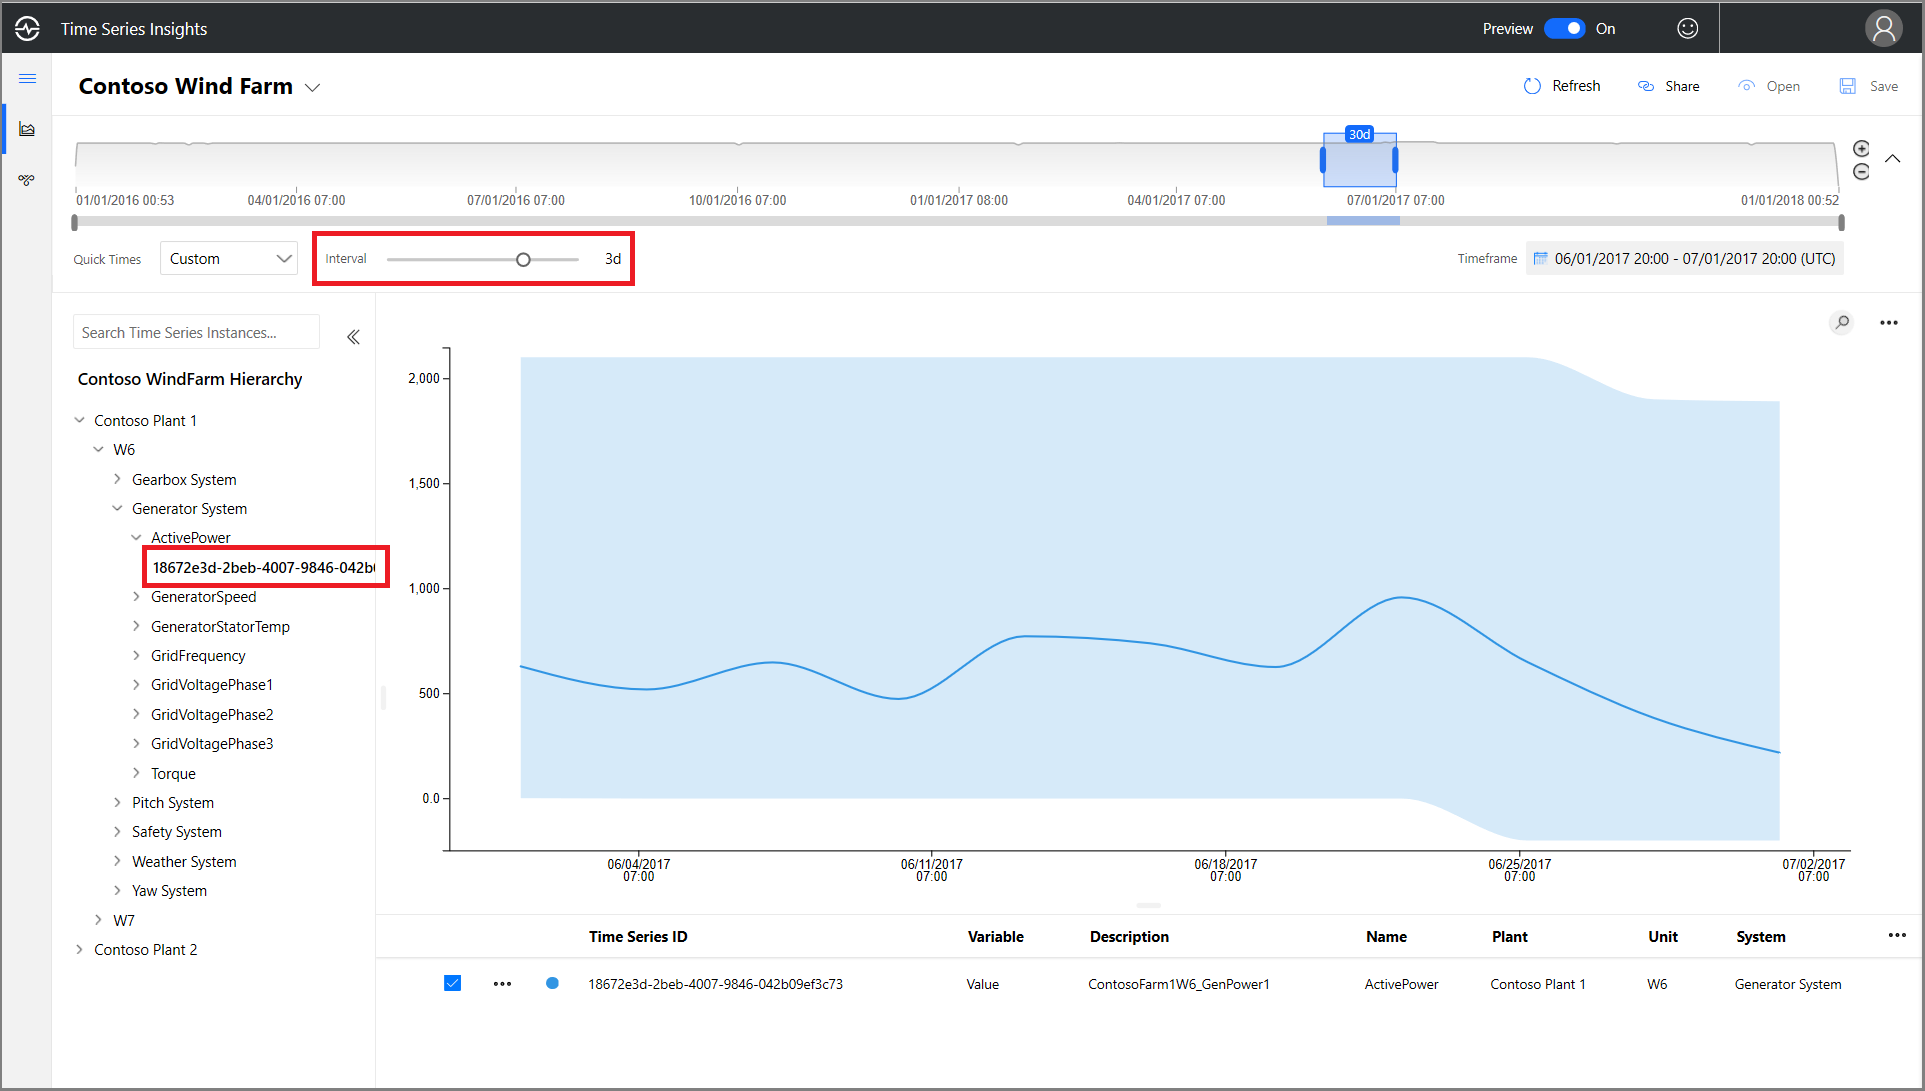 Time Series Insights
Preview On
Contoso Wind Farm
Refresh Share Open Save
30d
01/01/2016 00:53 04/01/2016 07:00 07/01/2016 07:00 10/01/2016 07:00 01/01/2017 08:00 04/01/2017 07:00 07/01/2017 07:00 01/01/2018 00:52
Quick Times Custom Interval 3d Timeframe 06/01/2017 20:00 - 07/01/2017 20:00 (UTC)
Search Time Series Instances...
Contoso WindFarm Hierarchy
Contoso Plant 1
W6
Gearbox System
Generator System
ActivePower
18672e3d-2beb-4007-9846-042b
GeneratorSpeed
GeneratorStatorTemp
GridFrequency
GridVoltagePhase1
GridVoltagePhase2
GridVoltagePhase3
Torque
Pitch System
Safety System
Weather System
Yaw System
W7
Contoso Plant 2
2,000
1,500
1,000
500
0.0
06/04/2017 06/11/2017 06/18/2017 06/25/2017 07/02/2017
07:00 07:00 07:00 07:00 07:00
Time Series ID Variable Description Name Plant Unit System
18672e3d-2beb-4007-9846-042b09ef3c73 Value ContosoFarm1W6_GenPower1 ActivePower Contoso Plant 1 W6 Generator System